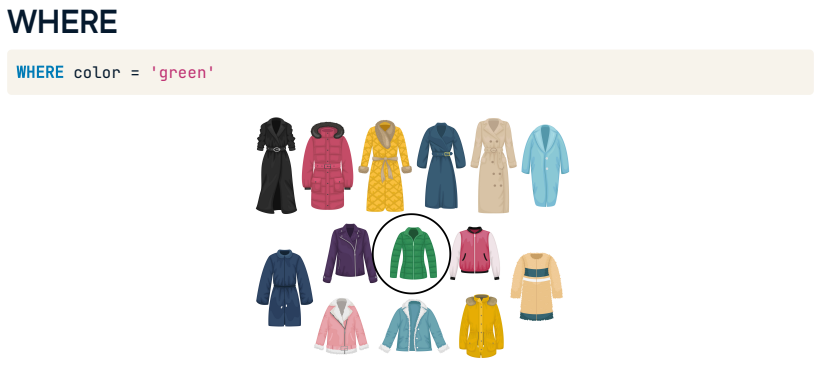 WHERE
WHERE color = 'green'